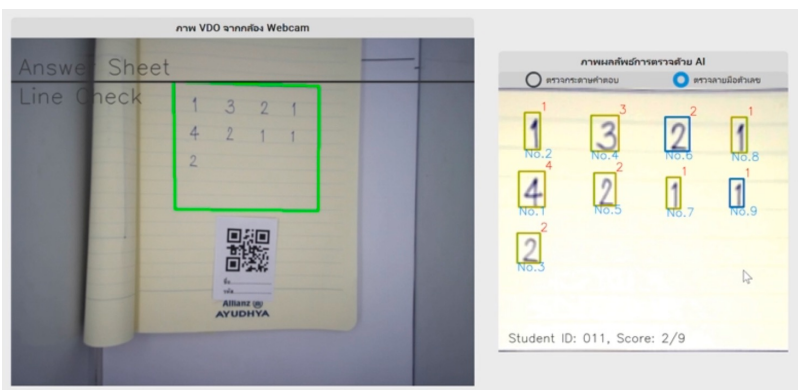 ภาพ VDO จากกล้อง Webcam
Answer Sheet
Line Check
1 3 2 1
4 2 1 1
2
ชื่อ
รหัส
Allianz
AYUDHYA
ภาพผลลัพธ์การตรวจด้วย AI
ตรวจกระดาษคำตอบ ตรวจลายมือตัวเลข
1 3 2 1
1 3 2 1
No.2 No.4 No.6 No.8
4 2 1 1
4 2 1 1
No.1 No.5 No.7 No.9
2
2
No.3
Student ID: 011, Score: 2/9